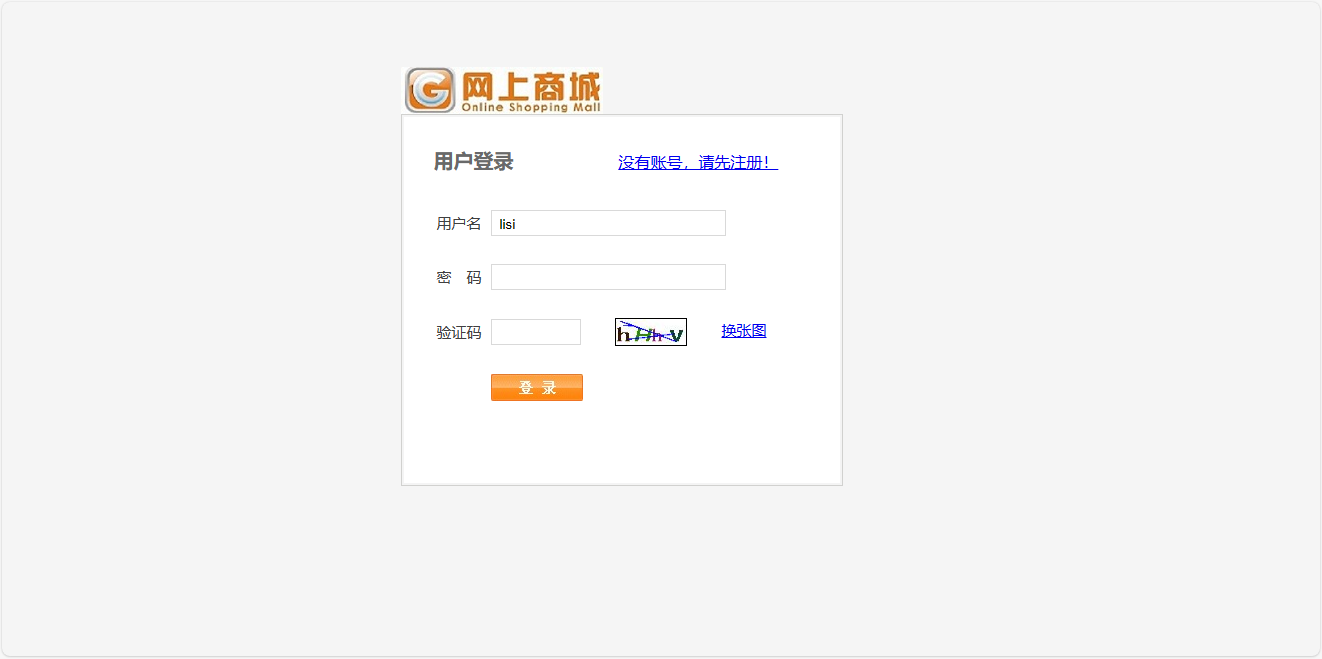 网上商城
Online Shopping Mall
用户登录 没有账号，请先注册！
用户名 lisi
密 码
验证码 hHhv 换张图
登 录